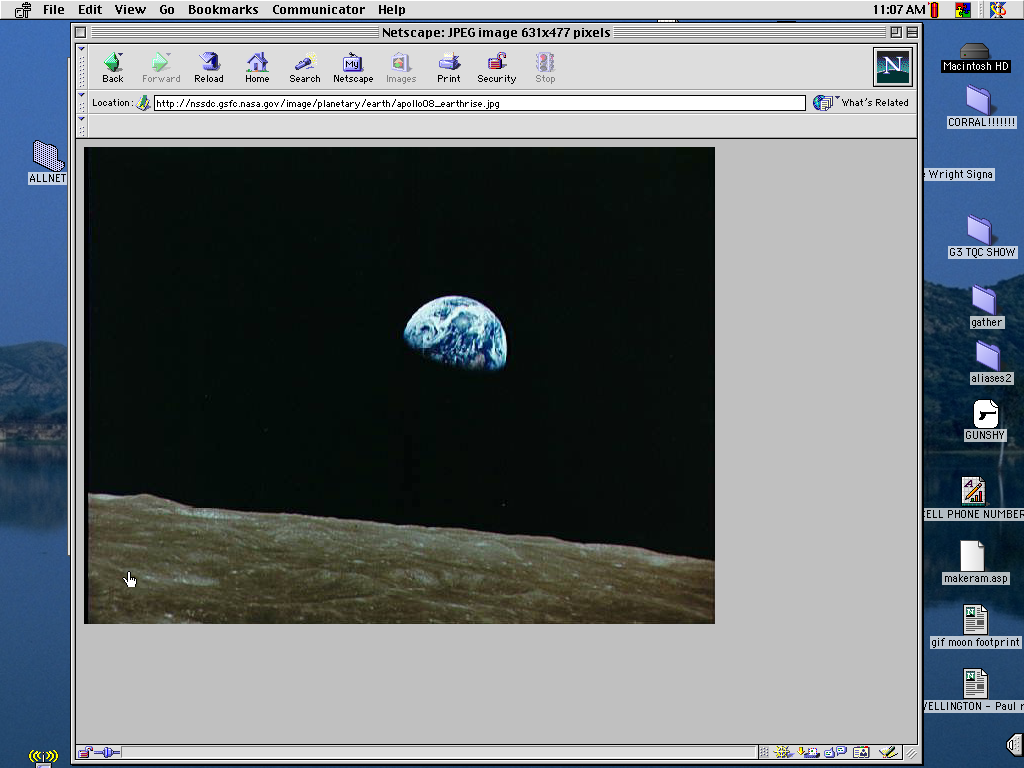 File Edit View Go Bookmarks Communicator Help 11:07 AM
Netscape: JPEG image 631x477 pixels
Back Forward Reload Home Search Netscape Images Print Security Stop
My
N
Location: http://nssdc.gsfc.nasa.gov/image/planetary/earth/apollo08_earthrise.jpg What's Related
Macintosh HD
CORRAL!!!!!!!
ALLNET
e Wright Signa
G3 TQC SHOW
gather
aliases2
GUNSHY
CELL PHONE NUMBER
makeram.asp
gif moon footprint
WELLINGTON - Paul r